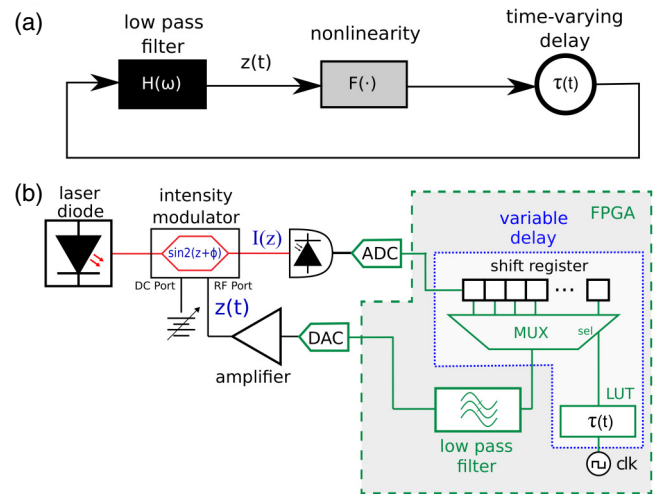 (a)
low pass
filter
H(ω)
z(t)
nonlinearity
F(·)
time-varying
delay
τ(t)
(b)
laser
diode
intensity
modulator
sin2(z+ϕ)
I(z)
DC Port
RF Port
z(t)
amplifier
ADC
DAC
FPGA
variable
delay
shift register
...
MUX
sel
LUT
τ(t)
low pass
filter
clk